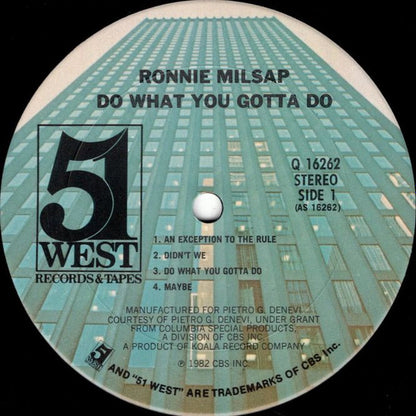 RONNIE MILSAP
DO WHAT YOU GOTTA DO
51
WEST
RECORDS & TAPES
Q 16262
STEREO
SIDE 1
(AS 16262)
1. AN EXCEPTION TO THE RULE
2. DIDN'T WE
3. DO WHAT YOU GOTTA DO
4. MAYBE
MANUFACTURED FOR PIETRO G. DENEVI
COURTESY OF PIETRO G. DENEVI, UNDER GRANT
FROM COLUMBIA SPECIAL PRODUCTS,
A DIVISION OF CBS INC.
A PRODUCT OF KOALA RECORD COMPANY
℗ 1982 CBS INC.
51
WEST
AND "51 WEST" ARE TRADEMARKS OF CBS Inc.